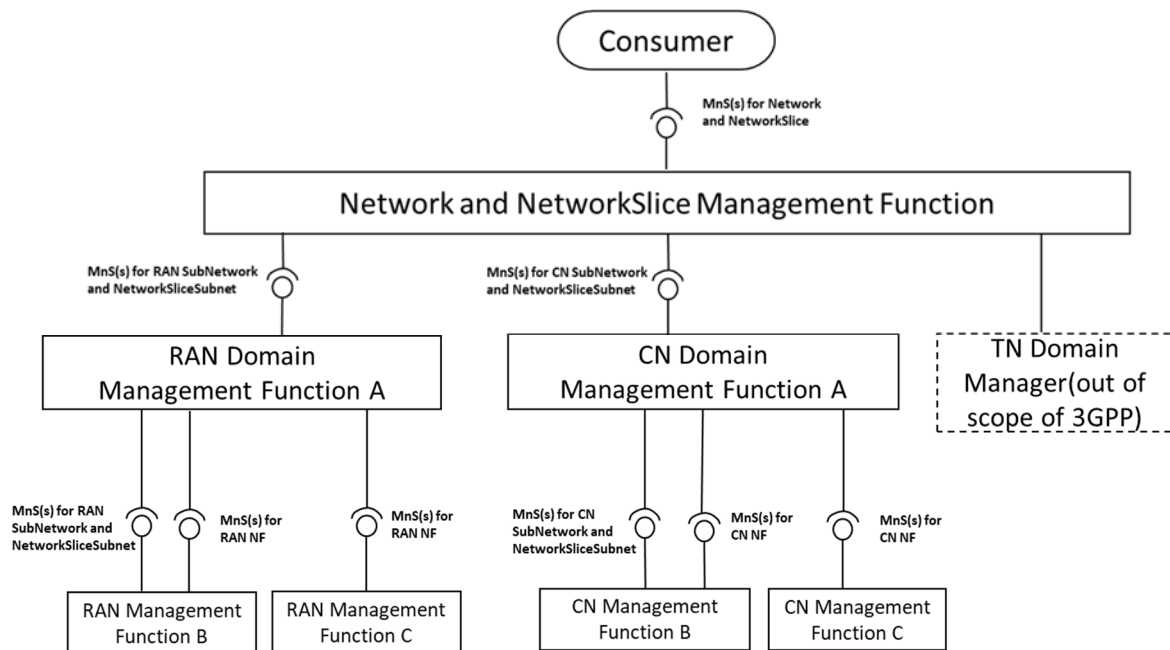 Consumer
MnS(s) for Network
and NetworkSlice
Network and NetworkSlice Management Function
MnS(s) for RAN SubNetwork
and NetworkSliceSubnet
MnS(s) for CN SubNetwork
and NetworkSliceSubnet
RAN Domain
Management Function A
CN Domain
Management Function A
TN Domain
Manager(out of
scope of 3GPP)
MnS(s) for RAN
SubNetwork and
NetworkSliceSubnet
MnS(s) for
RAN NF
MnS(s) for
RAN NF
MnS(s) for CN
SubNetwork and
NetworkSliceSubnet
MnS(s) for
CN NF
MnS(s) for
CN NF
RAN Management
Function B
RAN Management
Function C
CN Management
Function B
CN Management
Function C